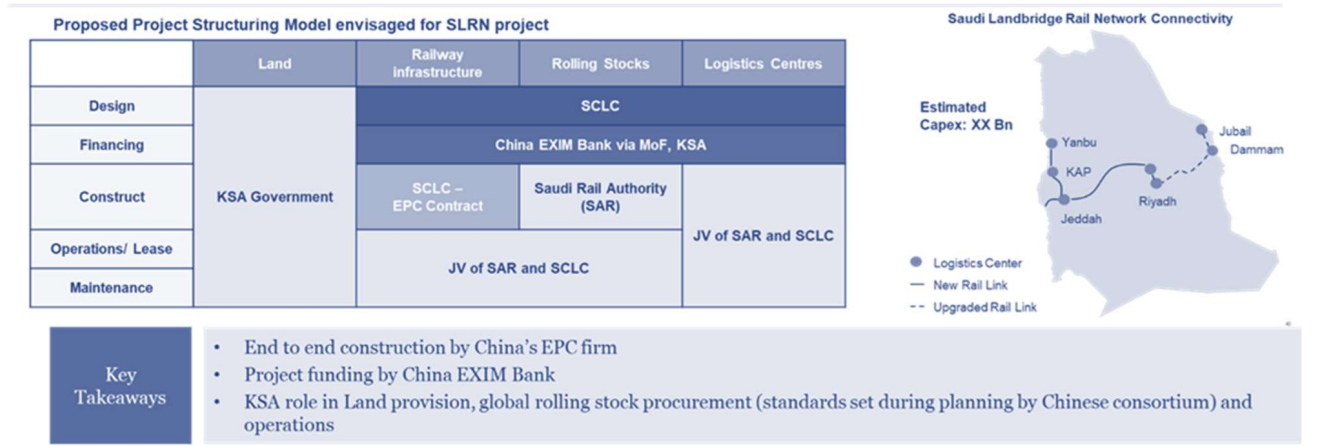 Proposed Project Structuring Model envisaged for SLRN project
Land
Railway
Infrastructure
Rolling Stocks
Logistics Centres
Design
SCLC
Financing
China EXIM Bank via MoF, KSA
Construct
KSA Government
SCLC –
EPC Contract
Saudi Rail Authority
(SAR)
JV of SAR and SCLC
Operations/ Lease
JV of SAR and SCLC
Maintenance
Saudi Landbridge Rail Network Connectivity
Estimated
Capex: XX Bn
Yanbu
KAP
Jeddah
Riyadh
Jubail
Dammam
Logistics Center
New Rail Link
Upgraded Rail Link
Key
Takeaways
• End to end construction by China’s EPC firm
• Project funding by China EXIM Bank
• KSA role in Land provision, global rolling stock procurement (standards set during planning by Chinese consortium) and
operations